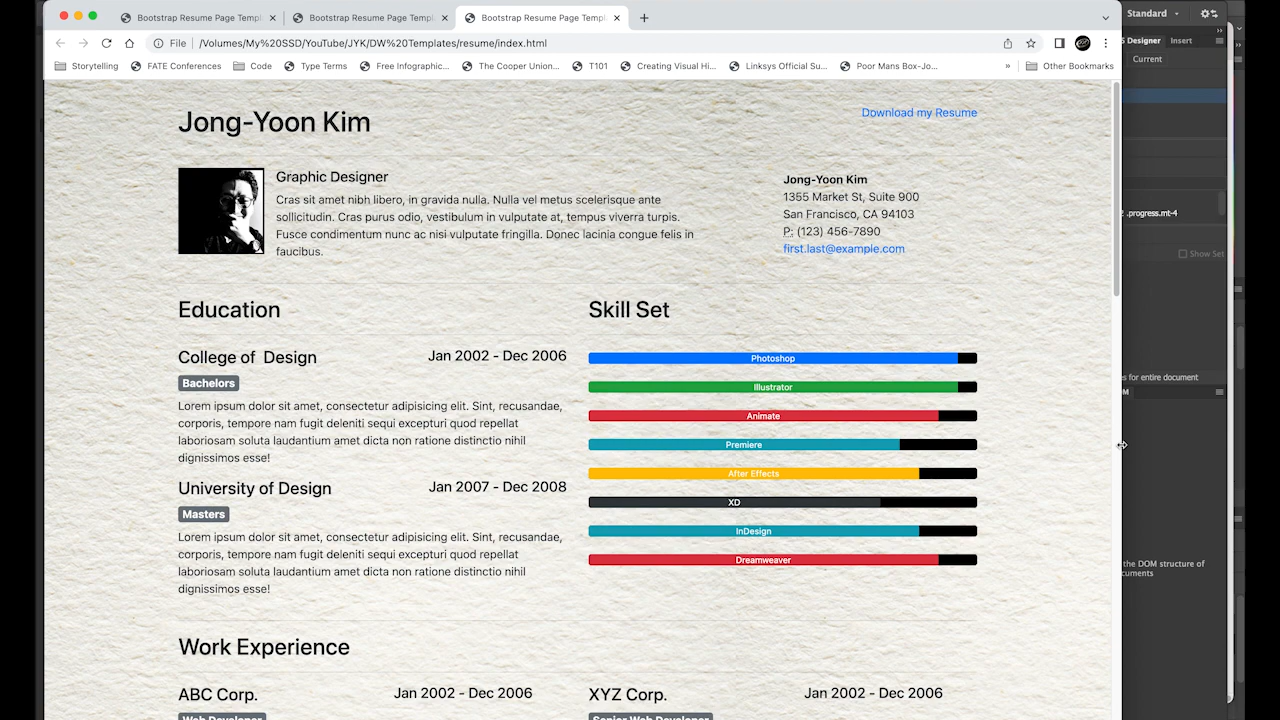 Bootstrap Resume Page Templ
Bootstrap Resume Page Templ
Bootstrap Resume Page Templ
Standard
File /Volumes/My%20SSD/YouTube/JYK/DW%20Templates/resume/index.html
S Designer Insert
Current
Storytelling FATE Conferences Code Type Terms Free Infographic... The Cooper Union... T101 Creating Visual Hi... Linksys Official Su... Poor Mans Box-Jo... » Other Bookmarks
Jong-Yoon Kim
Download my Resume
Graphic Designer
Cras sit amet nibh libero, in gravida nulla. Nulla vel metus scelerisque ante
sollicitudin. Cras purus odio, vestibulum in vulputate at, tempus viverra turpis.
Fusce condimentum nunc ac nisi vulputate fringilla. Donec lacinia congue felis in
faucibus.
Jong-Yoon Kim
1355 Market St, Suite 900
San Francisco, CA 94103
P: (123) 456-7890
first.last@example.com
.progress.mt-4
Show Set
Education
College of Design Jan 2002 - Dec 2006
Bachelors
Lorem ipsum dolor sit amet, consectetur adipisicing elit. Sint, recusandae,
corporis, tempore nam fugit deleniti sequi excepturi quod repellat
laboriosam soluta laudantium amet dicta non ratione distinctio nihil
dignissimos esse!
University of Design Jan 2007 - Dec 2008
Masters
Lorem ipsum dolor sit amet, consectetur adipisicing elit. Sint, recusandae,
corporis, tempore nam fugit deleniti sequi excepturi quod repellat
laboriosam soluta laudantium amet dicta non ratione distinctio nihil
dignissimos esse!
Skill Set
Photoshop
Illustrator
Animate
Premiere
After Effects
XD
InDesign
Dreamweaver
es for entire document
OM
the DOM structure of
cuments
Work Experience
ABC Corp. Jan 2002 - Dec 2006
Web Developer
XYZ Corp. Jan 2002 - Dec 2006
Senior Web Developer